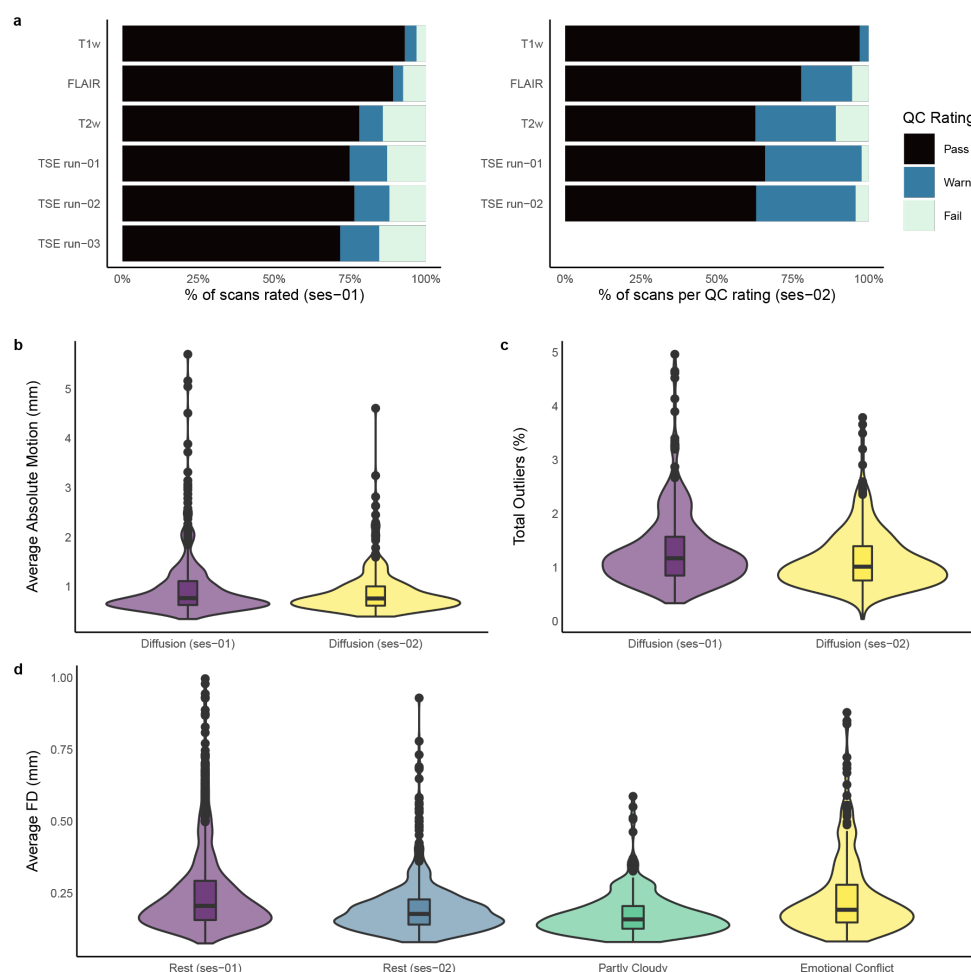 a
T1w
FLAIR
T2w
TSE run−01
TSE run−02
TSE run−03
0%
25%
50%
75%
100%
% of scans rated (ses−01)
T1w
FLAIR
T2w
TSE run−01
TSE run−02
0%
25%
50%
75%
100%
% of scans per QC rating (ses−02)
QC Rating
Pass
Warn
Fail
b
Average Absolute Motion (mm)
5
4
3
2
1
Diffusion (ses−01)
Diffusion (ses−02)
c
Total Outliers (%)
5
4
3
2
1
0
Diffusion (ses−01)
Diffusion (ses−02)
d
Average FD (mm)
1.00
0.75
0.50
0.25
Rest (ses−01)
Rest (ses−02)
Partly Cloudy
Emotional Conflict